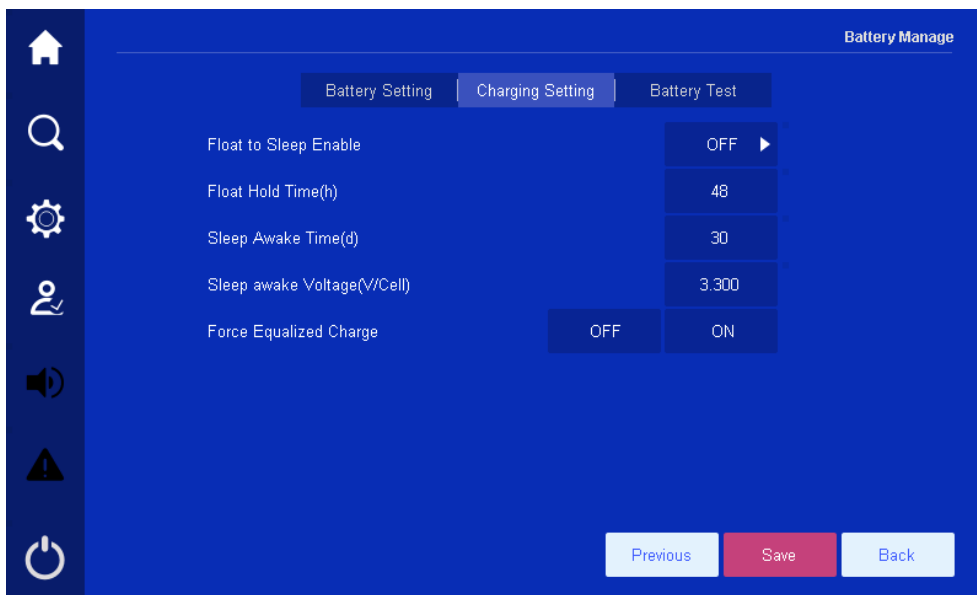 Battery Manage
Battery Setting Charging Setting Battery Test
Float to Sleep Enable OFF
Float Hold Time(h) 48
Sleep Awake Time(d) 30
Sleep awake Voltage(V/Cell) 3.300
Force Equalized Charge OFF ON
Previous Save Back